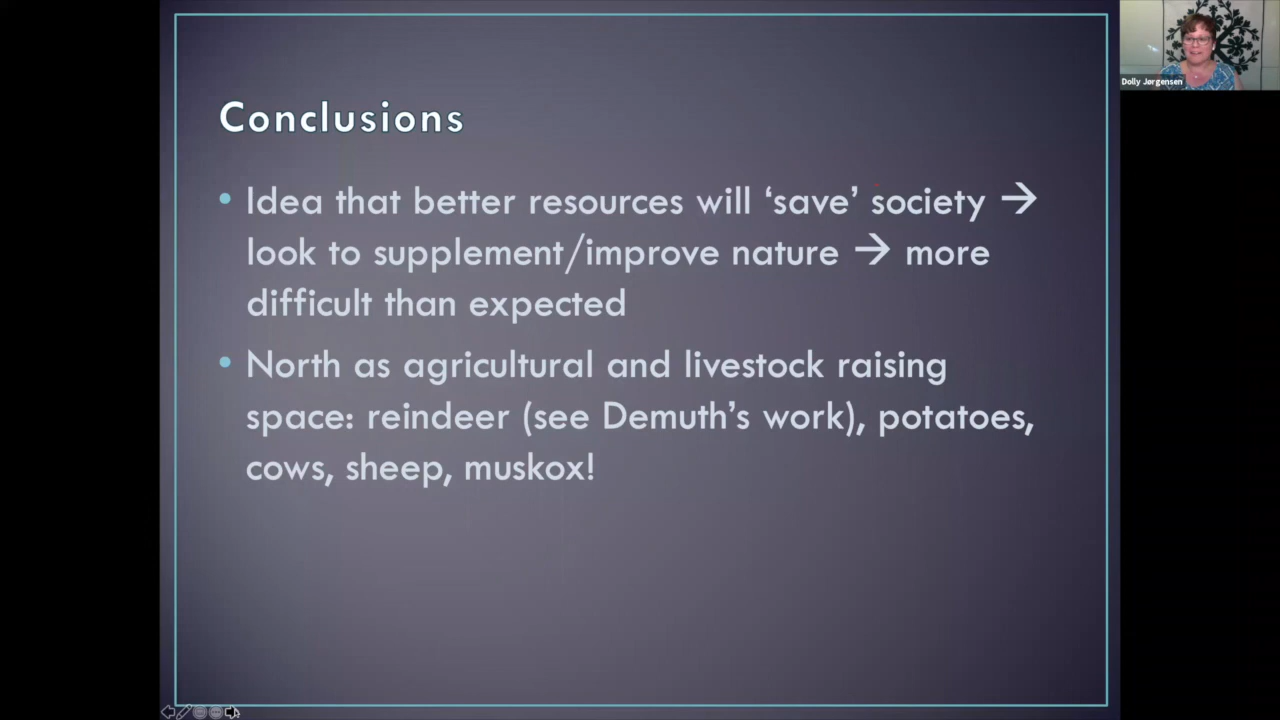 Conclusions
• Idea that better resources will ‘save’ society →
look to supplement/improve nature → more
difficult than expected
• North as agricultural and livestock raising
space: reindeer (see Demuth’s work), potatoes,
cows, sheep, muskox!
Dolly Jørgensen